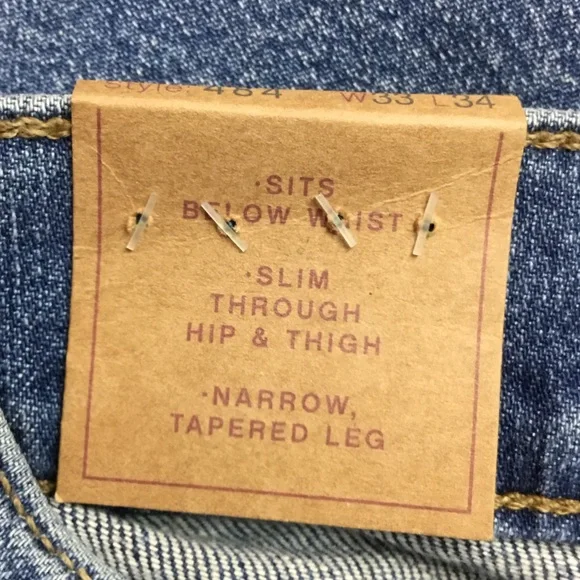 Style: 484 W33 L34
·SITS
BELOW WAIST
·SLIM
THROUGH
HIP & THIGH
·NARROW,
TAPERED LEG